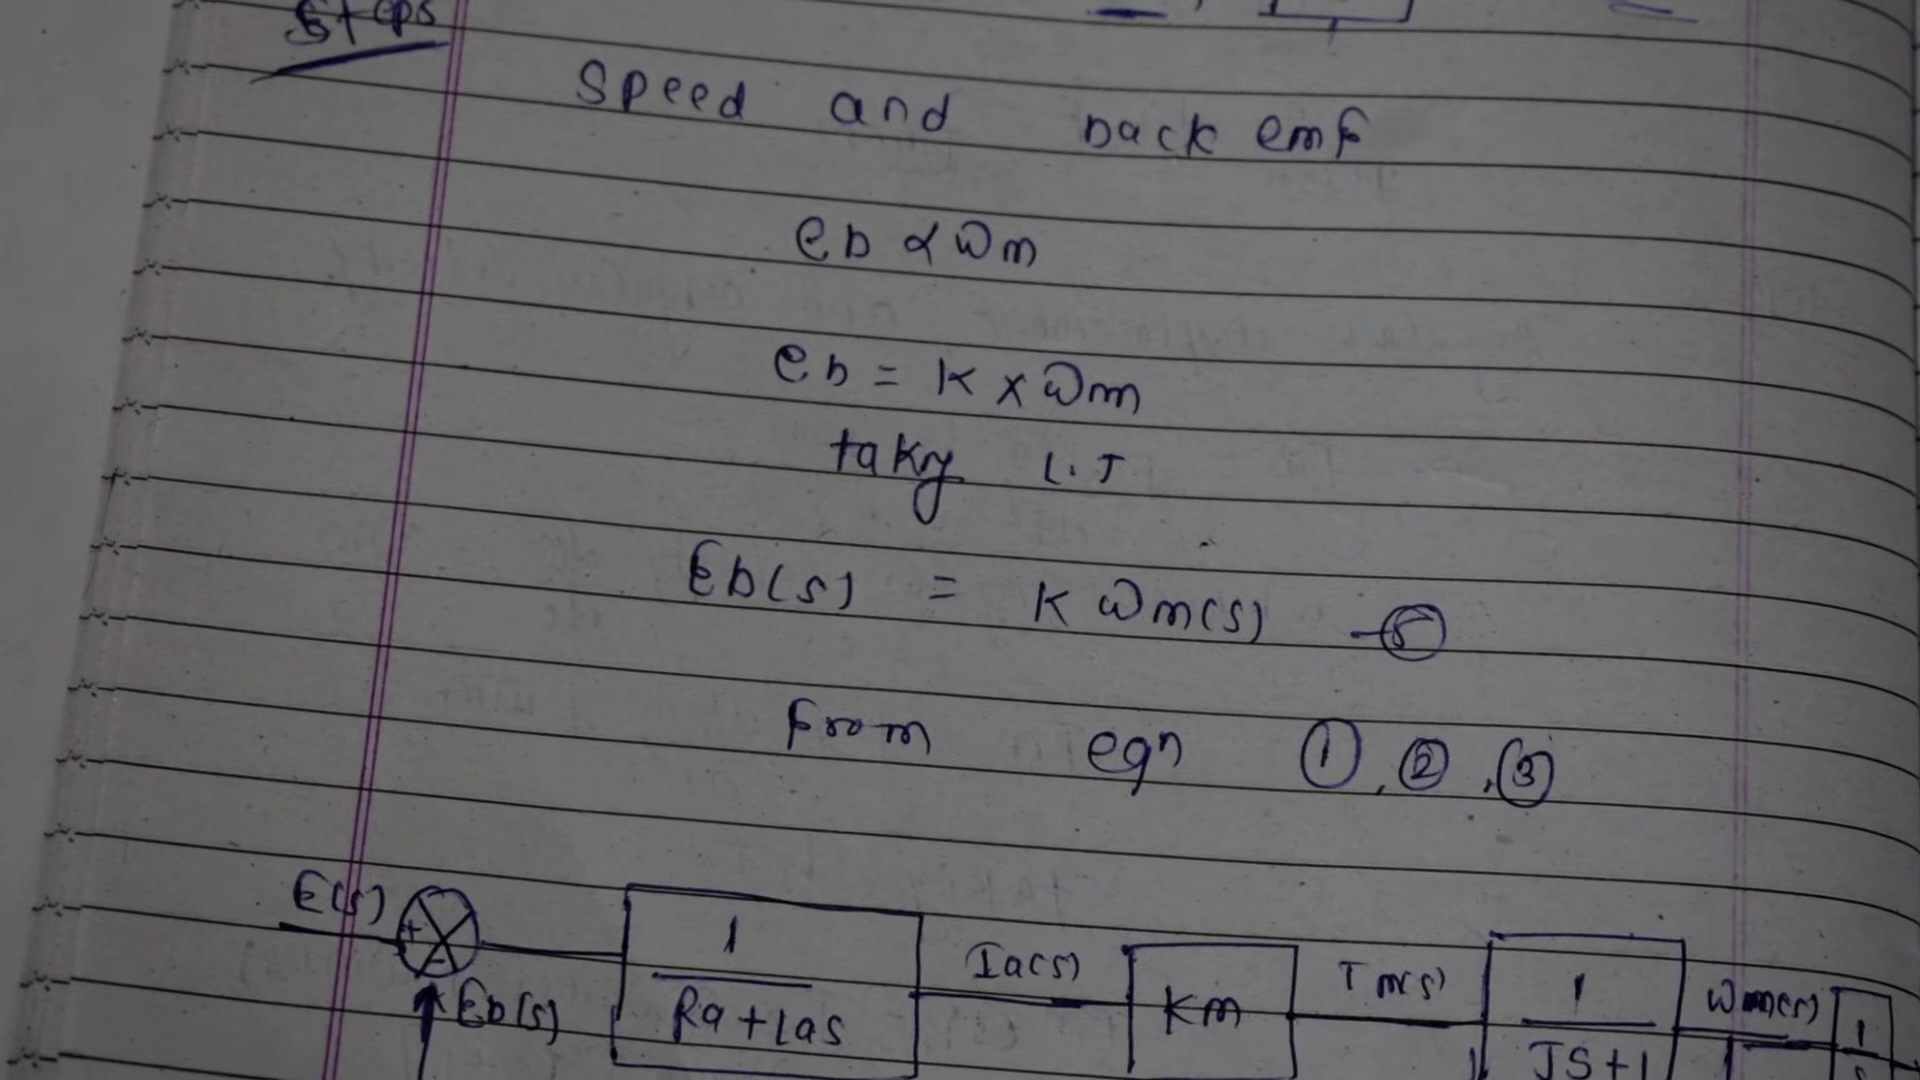 Steps
Speed and back emf
eb ∝ ωm
eb = K × ωm
taky L.T
Eb(s) = K ωm(s) -⑤
From eqn ①, ②, ③
E(s) + - Eb(s)
1
Ra+Las
Ia(s)
Km
Tm(s)
1
JS+1
ωm(s)
1